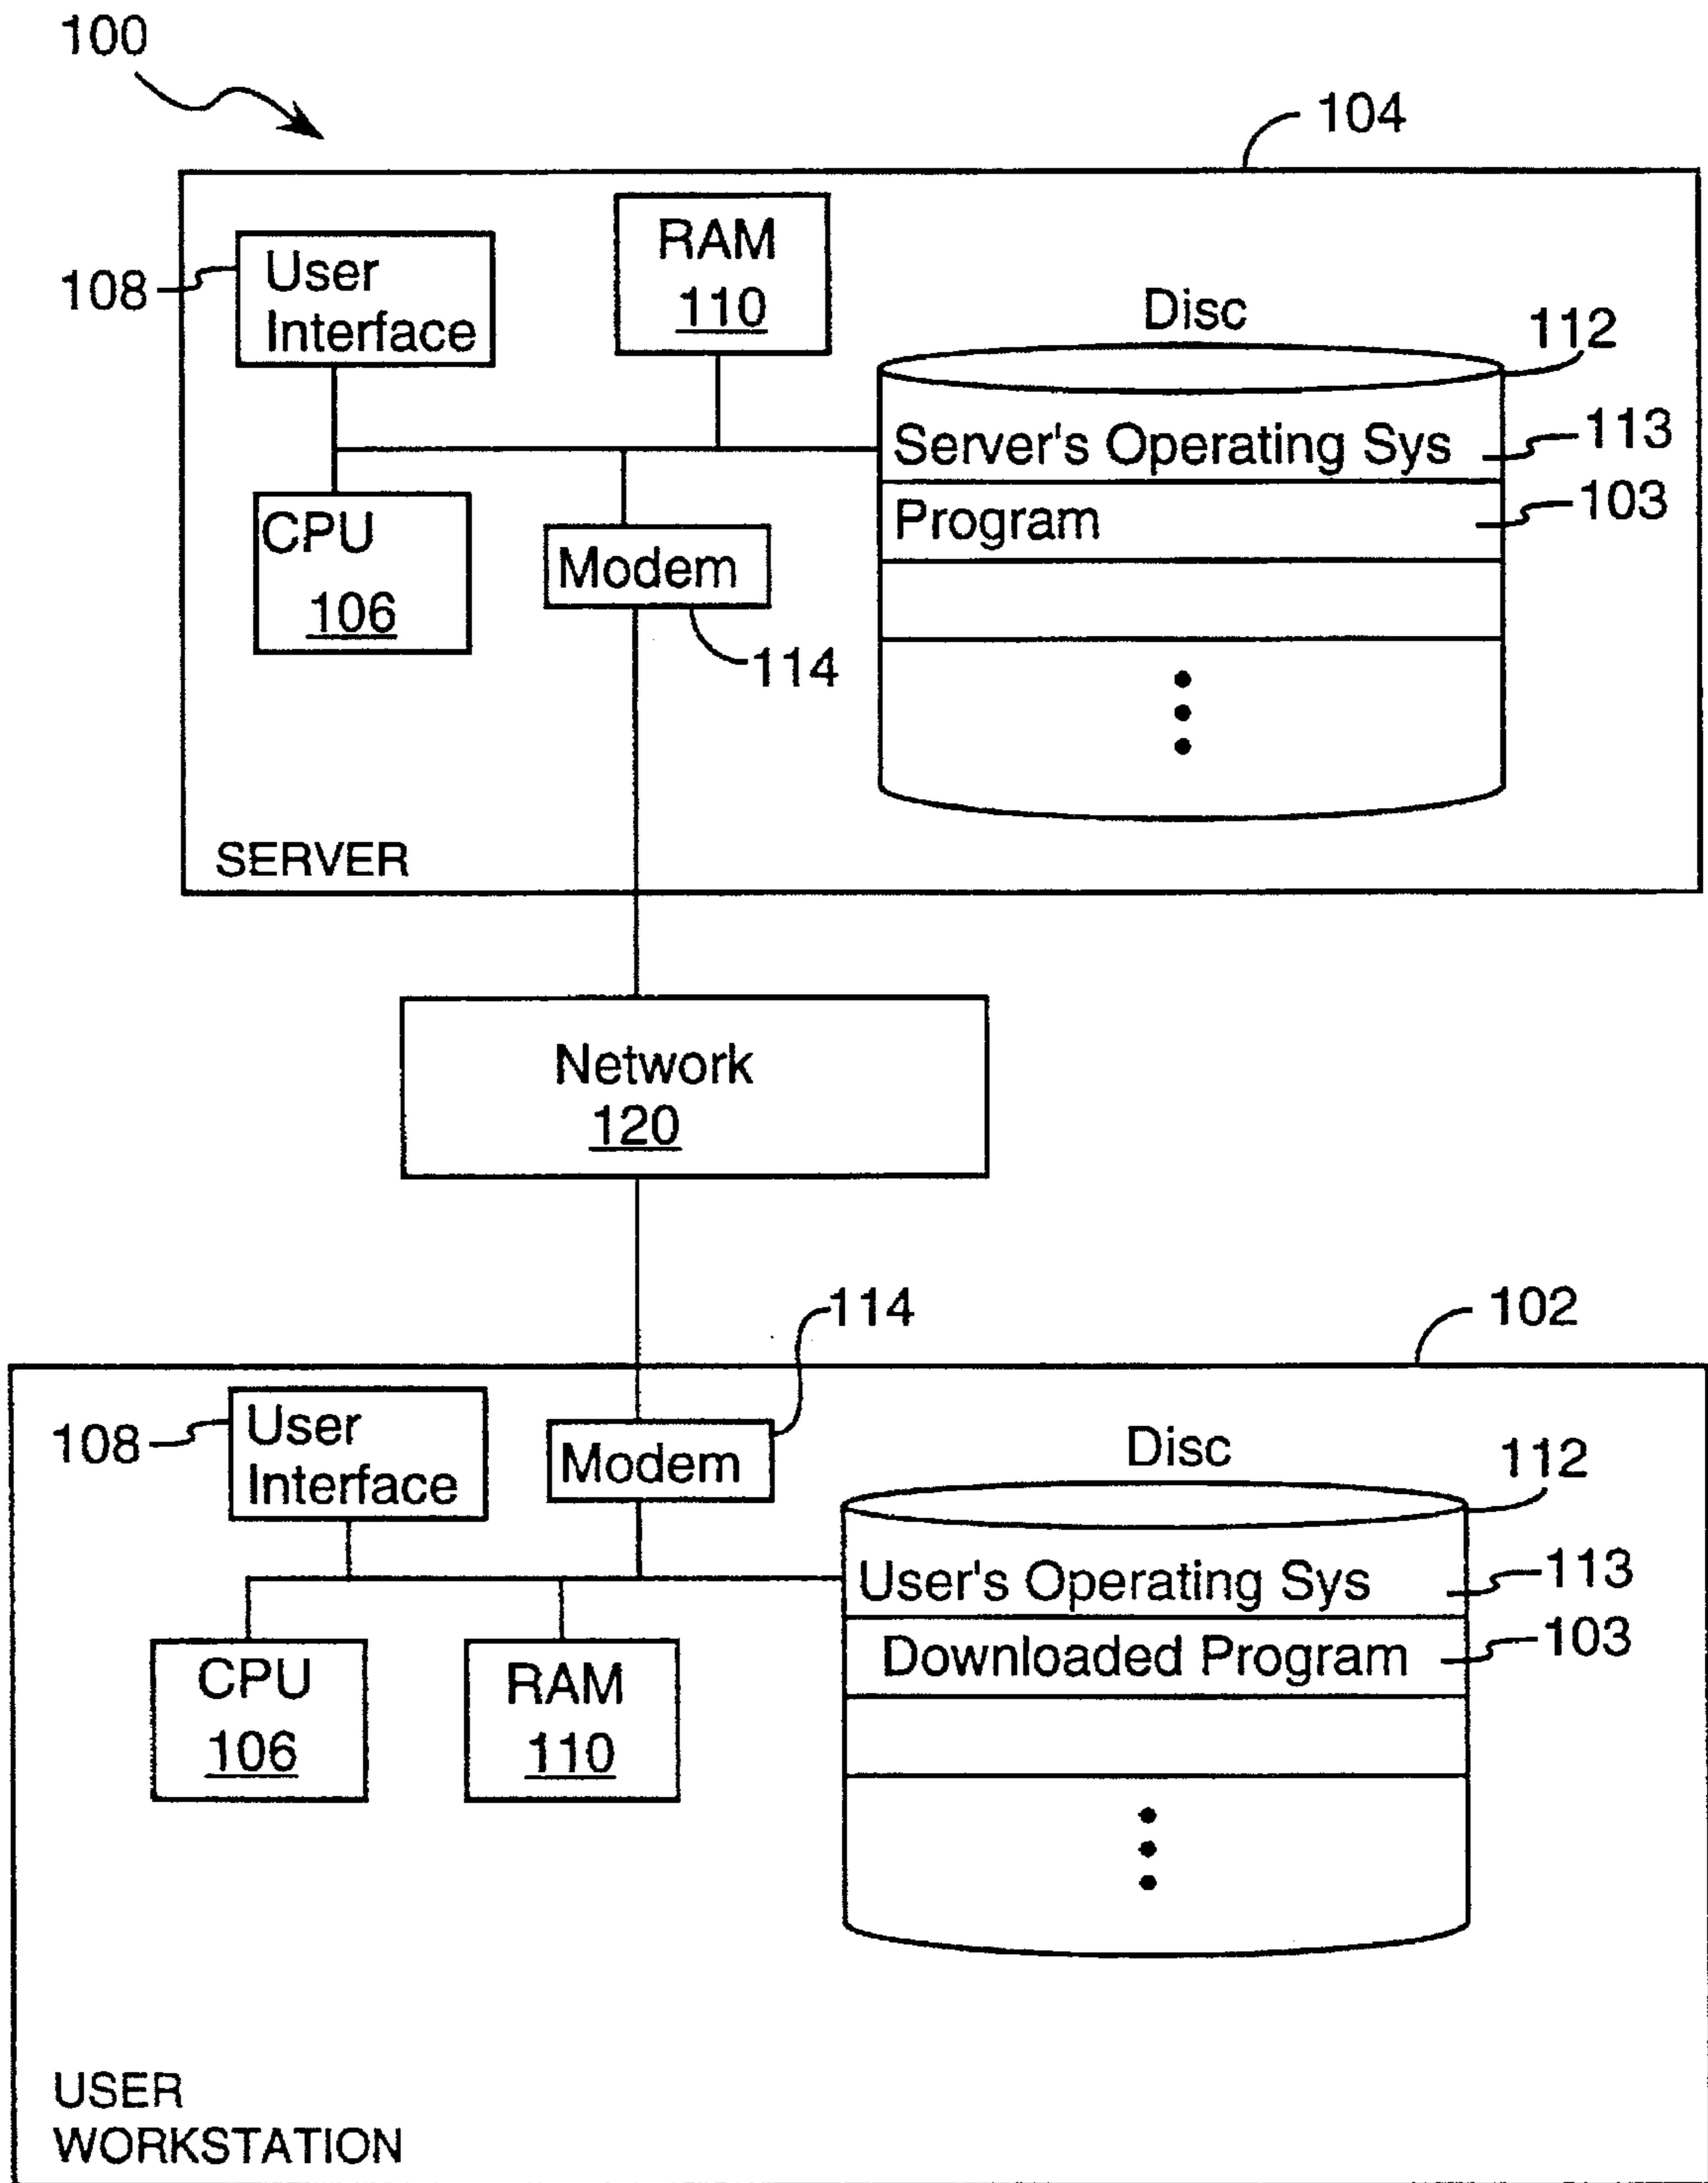 100
104
User
Interface
108
RAM
110
Disc
112
Server's Operating Sys
113
Program
103
CPU
106
Modem
114
SERVER
Network
120
102
114
User
Interface
108
Modem
Disc
112
User's Operating Sys
113
Downloaded Program
103
CPU
106
RAM
110
USER
WORKSTATION